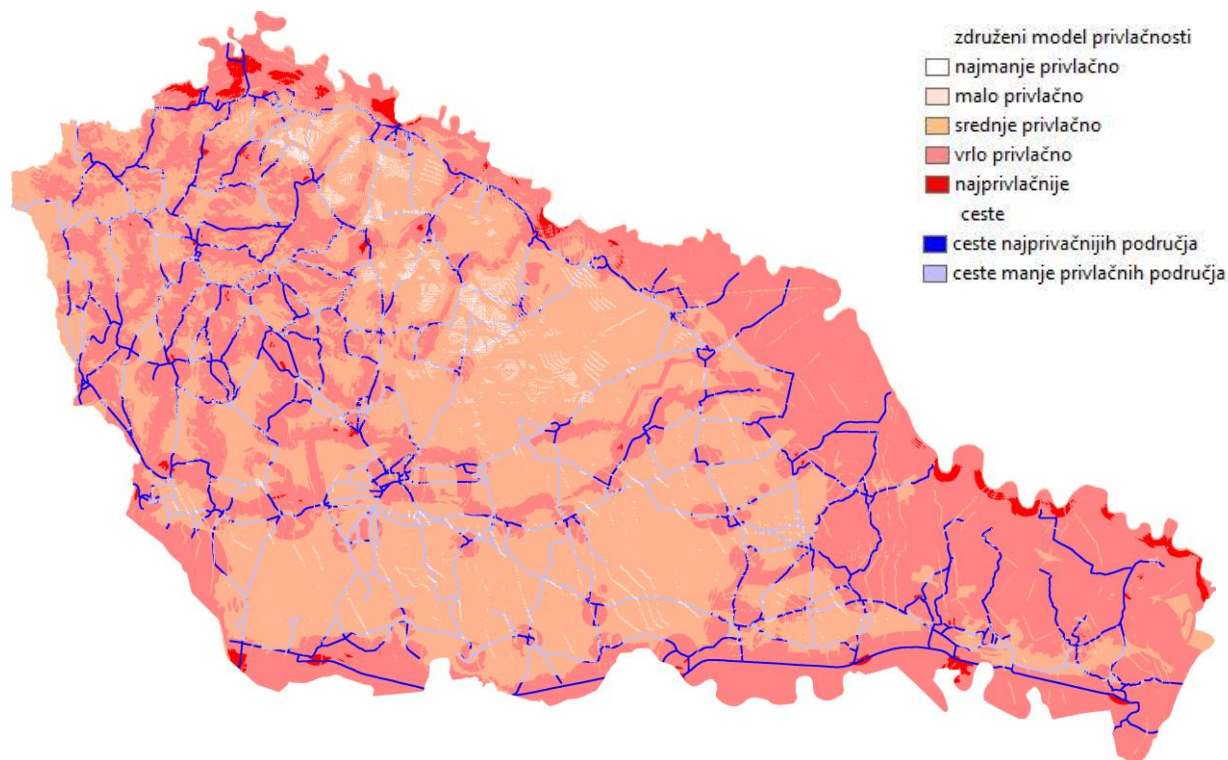 združeni model privlačnosti
najmanje privlačno
malo privlačno
srednje privlačno
vrlo privlačno
najprivlačnije
ceste
ceste najprivačnijih područja
ceste manje privlačnih područja